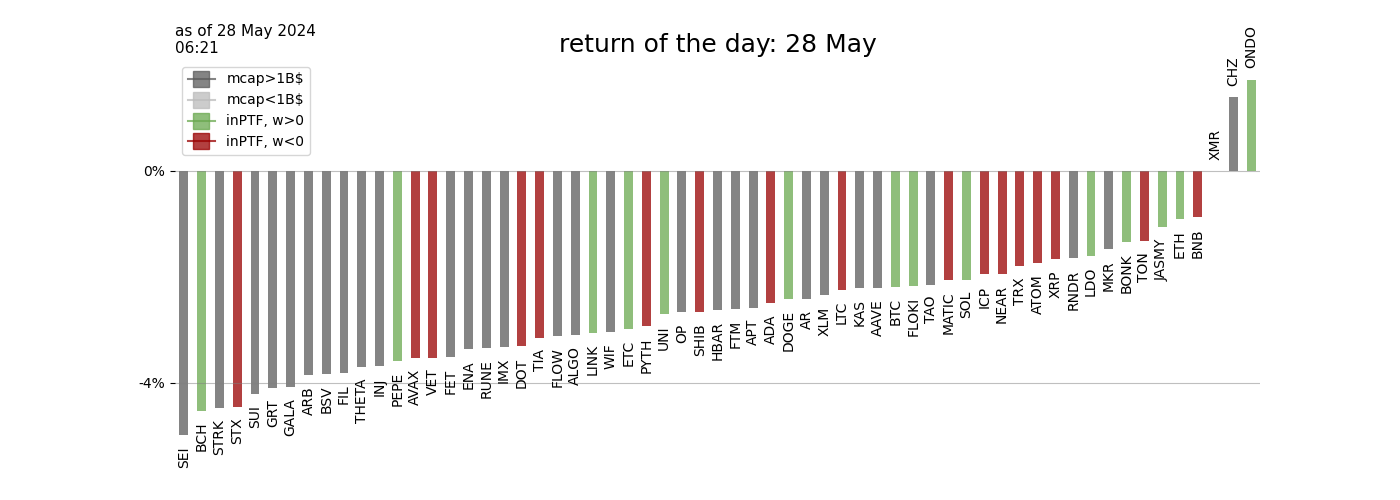 as of 28 May 2024
06:21
return of the day: 28 May
mcap>1B$
mcap<1B$
inPTF, w>0
inPTF, w<0
0%
-4%
SEI
BCH
STRK
STX
SUI
GRT
GALA
ARB
BSV
FIL
THETA
INJ
PEPE
AVAX
VET
FET
ENA
RUNE
IMX
DOT
TIA
FLOW
ALGO
LINK
WIF
ETC
PYTH
UNI
OP
SHIB
HBAR
FTM
APT
ADA
DOGE
AR
XLM
LTC
KAS
AAVE
BTC
FLOKI
TAO
MATIC
SOL
ICP
NEAR
TRX
ATOM
XRP
RNDR
LDO
MKR
BONK
TON
JASMY
ETH
BNB
XMR
CHZ
ONDO